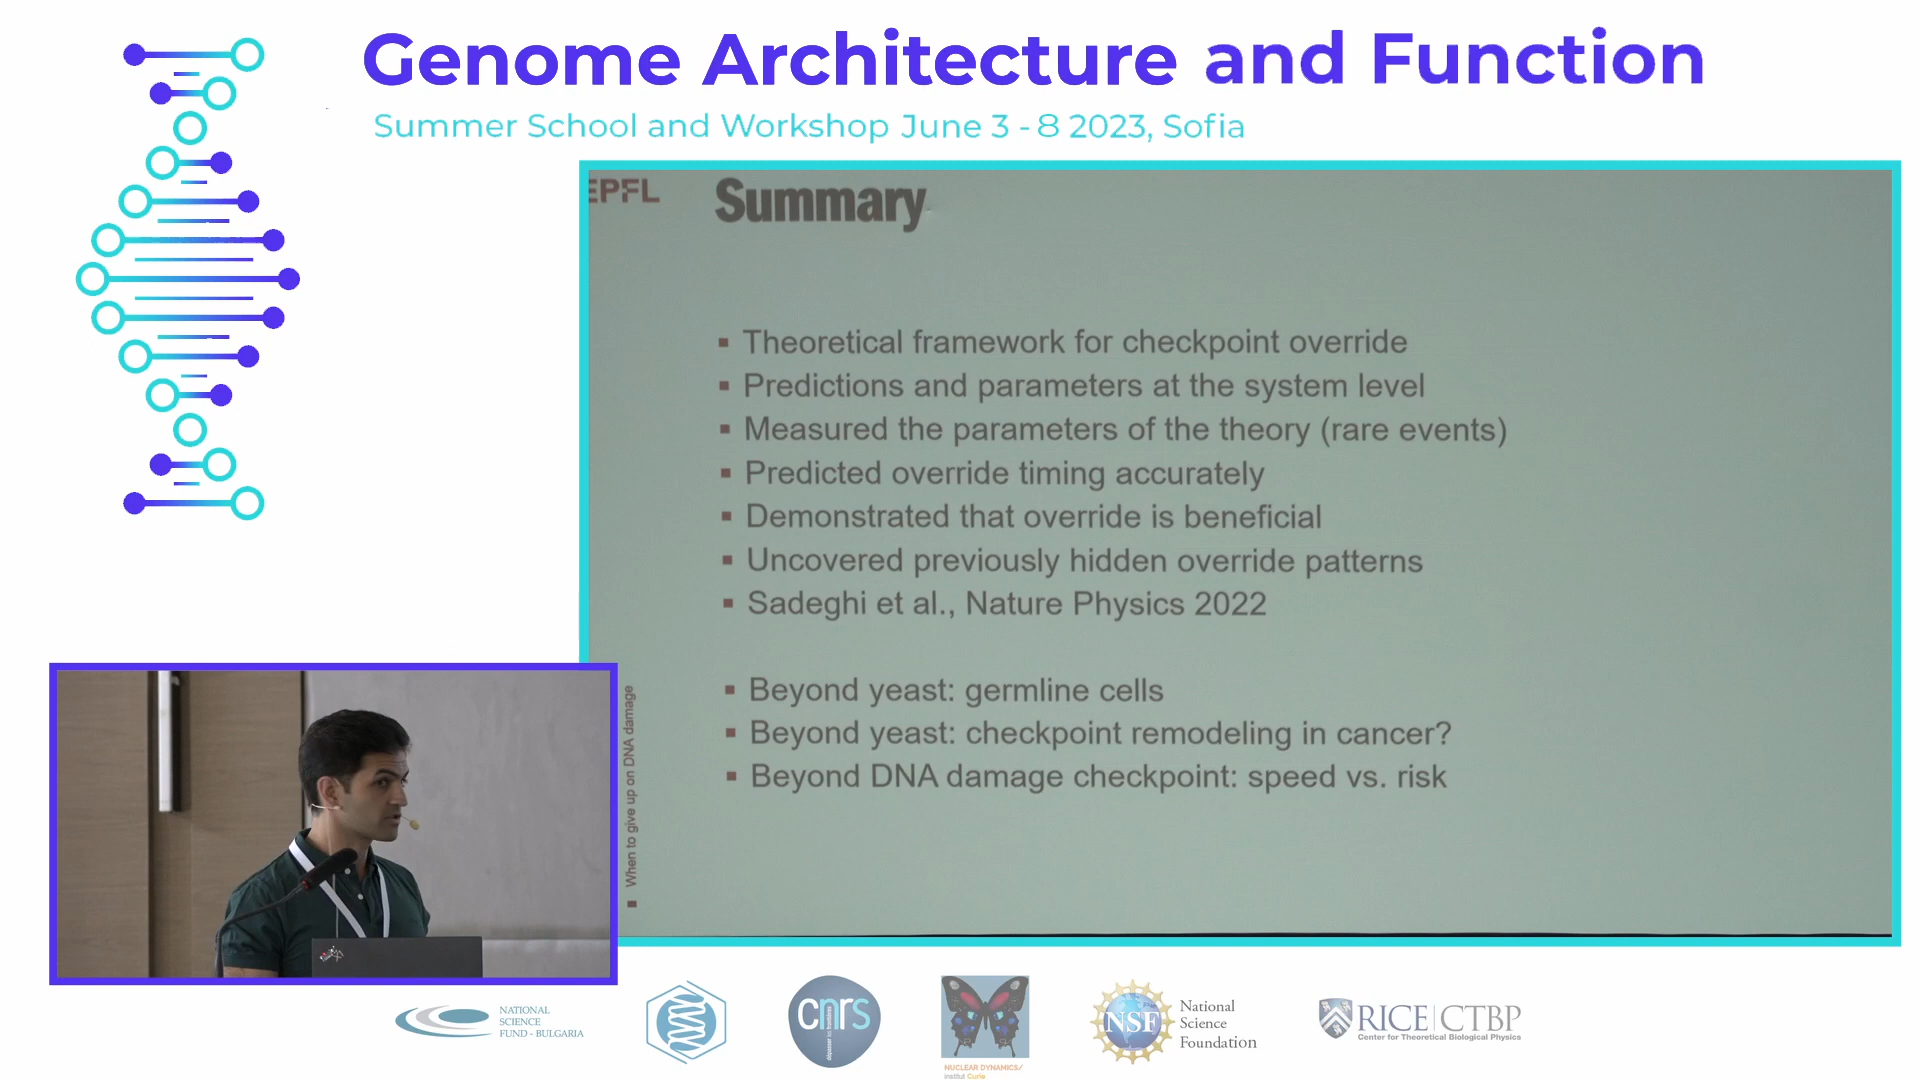 Genome Architecture and Function
Summer School and Workshop June 3 - 8 2023, Sofia
EPFL
Summary
▪ Theoretical framework for checkpoint override
▪ Predictions and parameters at the system level
▪ Measured the parameters of the theory (rare events)
▪ Predicted override timing accurately
▪ Demonstrated that override is beneficial
▪ Uncovered previously hidden override patterns
▪ Sadeghi et al., Nature Physics 2022
▪ Beyond yeast: germline cells
▪ Beyond yeast: checkpoint remodeling in cancer?
▪ Beyond DNA damage checkpoint: speed vs. risk
▪ When to give up on DNA damage
NATIONAL
SCIENCE
FUND - BULGARIA
cnrs
NUCLEAR DYNAMICS/
institut Curie
NSF
National
Science
Foundation
RICE | CTBP
Center for Theoretical Biological Physics